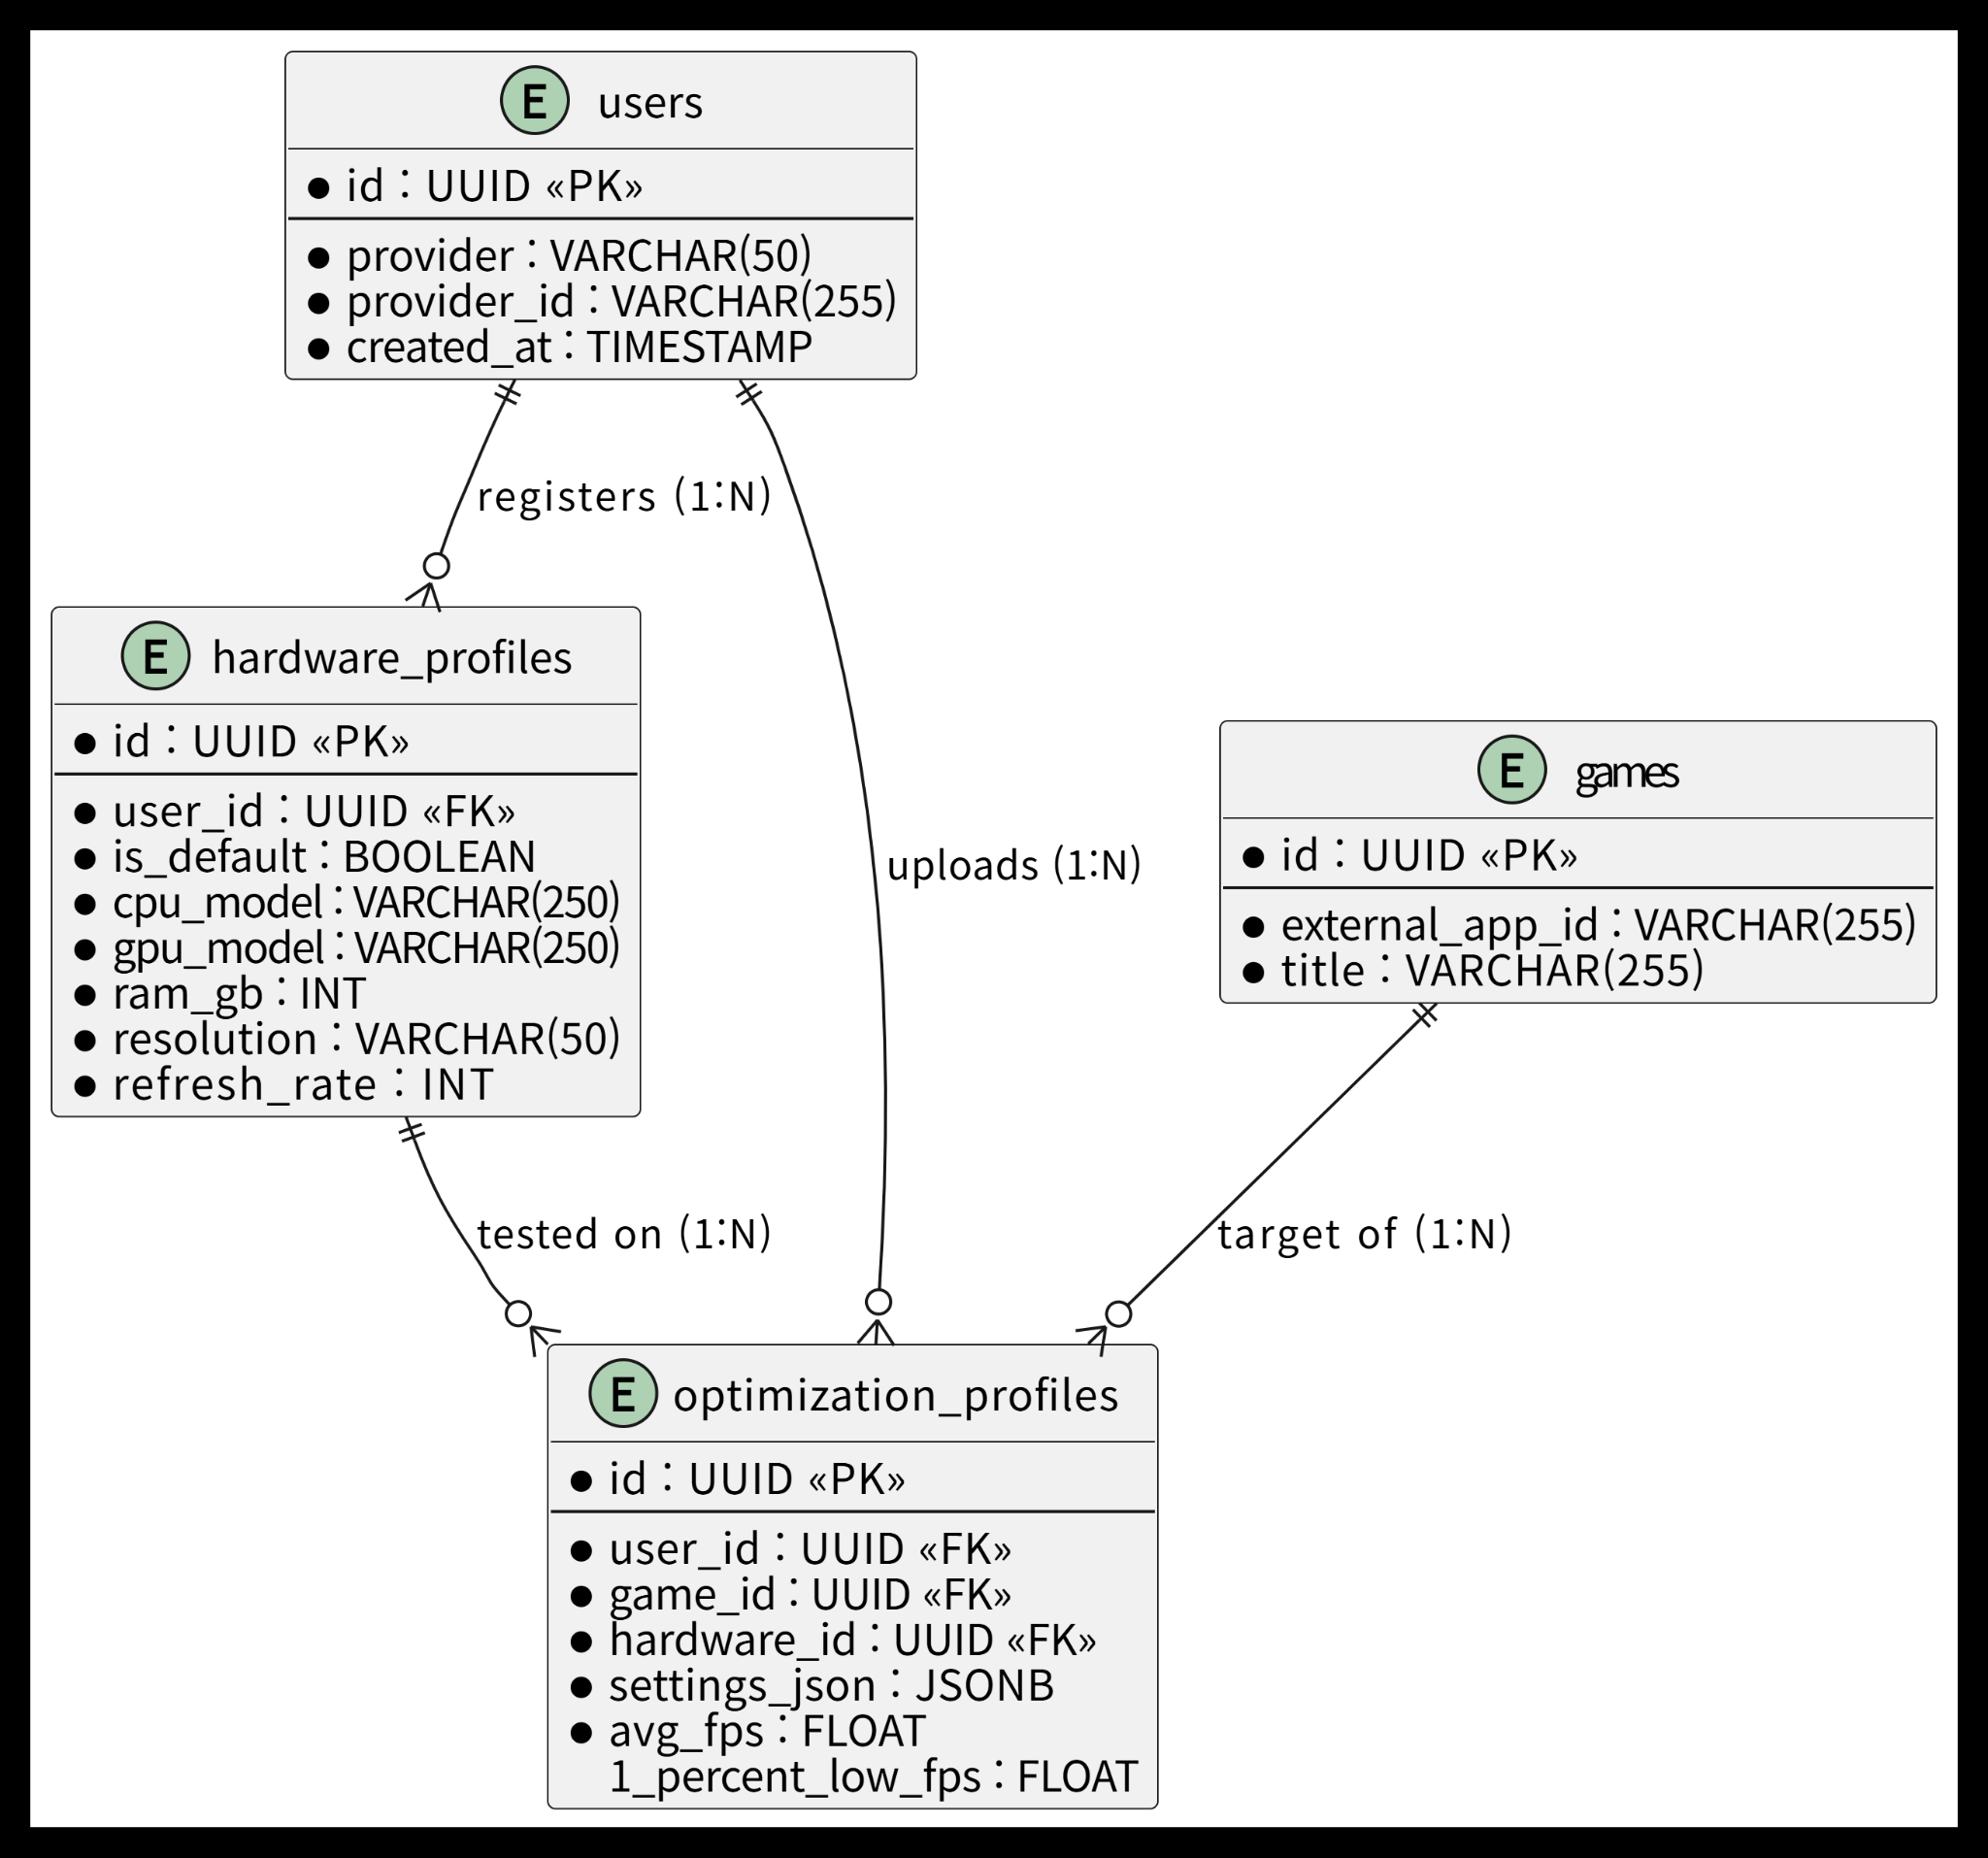 E users
id : UUID «PK»
provider : VARCHAR(50)
provider_id : VARCHAR(255)
created_at : TIMESTAMP
registers (1:N)
E hardware_profiles
id : UUID «PK»
user_id : UUID «FK»
is_default : BOOLEAN
cpu_model : VARCHAR(250)
gpu_model : VARCHAR(250)
ram_gb : INT
resolution : VARCHAR(50)
refresh_rate : INT
uploads (1:N)
E games
id : UUID «PK»
external_app_id : VARCHAR(255)
title : VARCHAR(255)
tested on (1:N)
target of (1:N)
E optimization_profiles
id : UUID «PK»
user_id : UUID «FK»
game_id : UUID «FK»
hardware_id : UUID «FK»
settings_json : JSONB
avg_fps : FLOAT
1_percent_low_fps : FLOAT